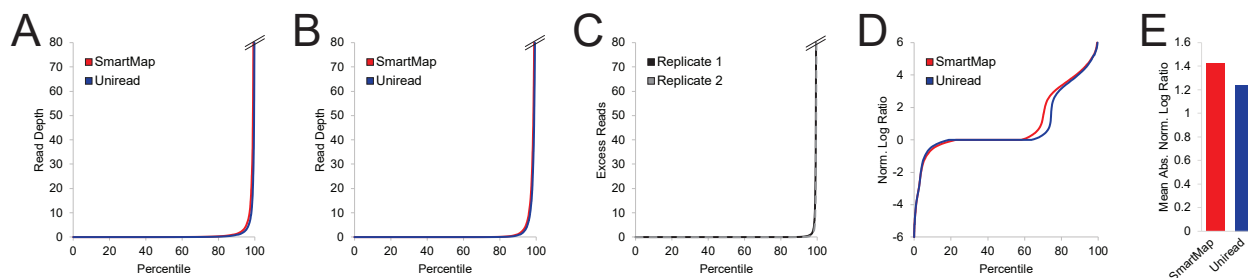 A
80
70
60
50
40
30
20
10
0
Read Depth
SmartMap
Uniread
0 20 40 60 80 100
Percentile
B
80
70
60
50
40
30
20
10
0
Read Depth
SmartMap
Uniread
0 20 40 60 80 100
Percentile
C
80
70
60
50
40
30
20
10
0
Excess Reads
Replicate 1
Replicate 2
0 20 40 60 80 100
Percentile
D
6
4
2
0
-2
-4
-6
Norm. Log Ratio
SmartMap
Uniread
0 20 40 60 80 100
Percentile
E
1.6
1.4
1.2
1
0.8
0.6
0.4
0.2
0
Mean Abs. Norm. Log Ratio
SmartMap
Uniread